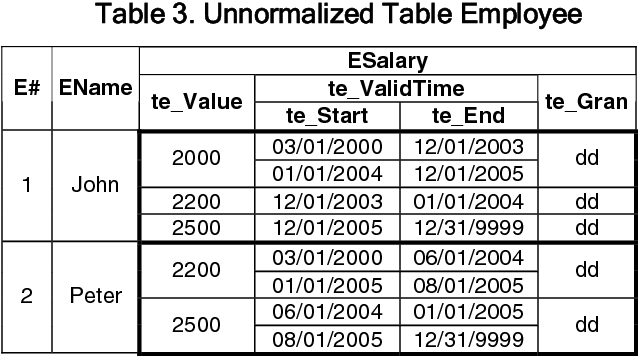 Table 3. Unnormalized Table Employee
E# EName ESalary
te_Value te_ValidTime te_Gran
te_Start te_End
1 John 2000 03/01/2000 12/01/2003 dd
01/01/2004 12/01/2005
2200 12/01/2003 01/01/2004 dd
2500 12/01/2005 12/31/9999 dd
2 Peter 2200 03/01/2000 06/01/2004 dd
01/01/2005 08/01/2005
2500 06/01/2004 01/01/2005 dd
08/01/2005 12/31/9999